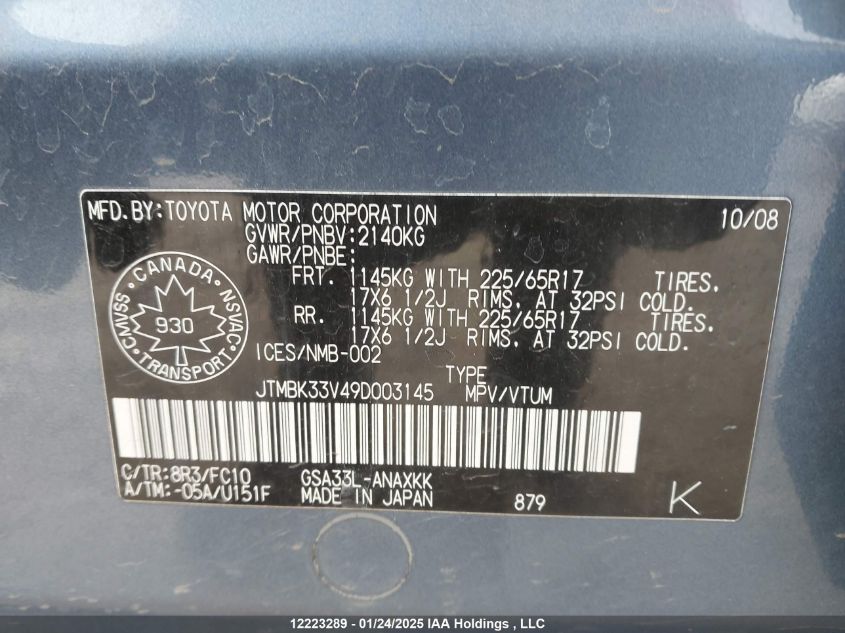 MFD.BY:TOYOTA MOTOR CORPORATION 10/08
GVWR/PNBV:2140KG
GAWR/PNBE:
FRT. 1145KG WITH 225/65R17 TIRES.
17X6 1/2J RIMS. AT 32PSI COLD.
RR. 1145KG WITH 225/65R17 TIRES.
17X6 1/2J RIMS. AT 32PSI COLD.
CANADA
CMVSS 930 NSVAC
TRANSPORT
ICES/NMB-002
TYPE
JTMBK33V49D003145 MPV/VTUM
C/TR:8R3/FC10 GSA33L-ANAXKK
A/TM:-05A/U151F MADE IN JAPAN 879 K
12223289 - 01/24/2025 IAA Holdings , LLC